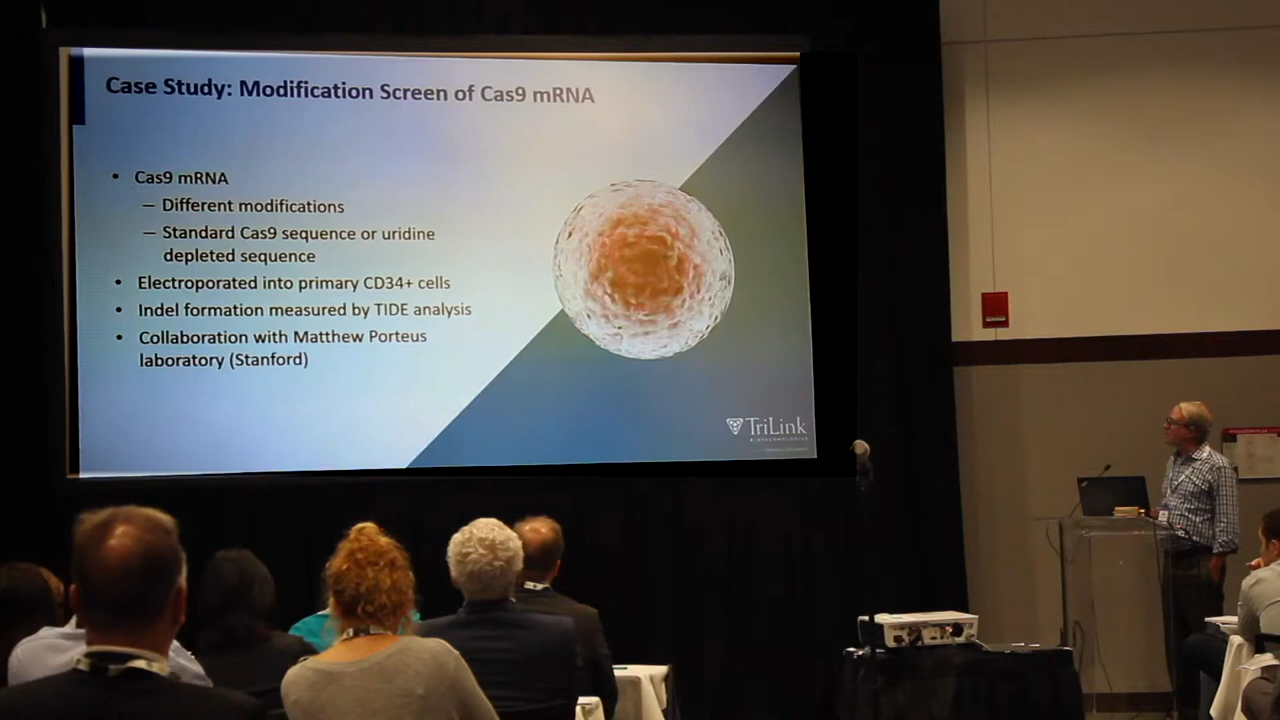 Case Study: Modification Screen of Cas9 mRNA
• Cas9 mRNA
– Different modifications
– Standard Cas9 sequence or uridine
depleted sequence
• Electroporated into primary CD34+ cells
• Indel formation measured by TIDE analysis
• Collaboration with Matthew Porteus
laboratory (Stanford)
TriLink
BIOTECHNOLOGIES